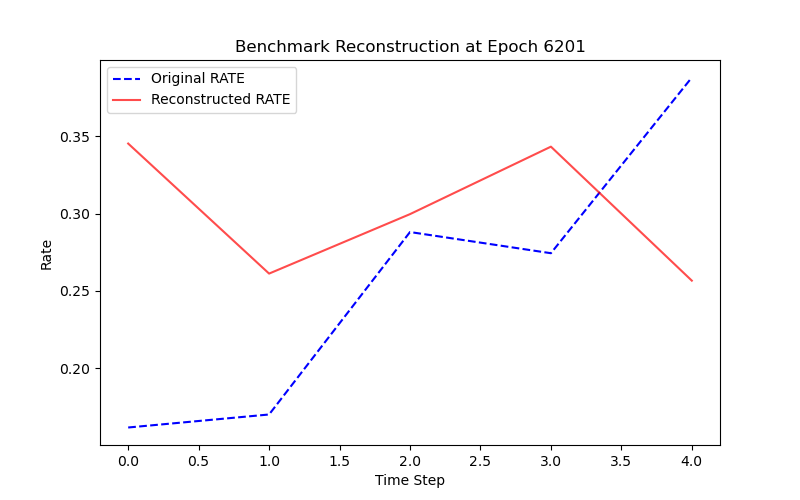 Benchmark Reconstruction at Epoch 6201
Original RATE
Reconstructed RATE
0.35
0.30
0.25
0.20
Rate
0.0 0.5 1.0 1.5 2.0 2.5 3.0 3.5 4.0
Time Step